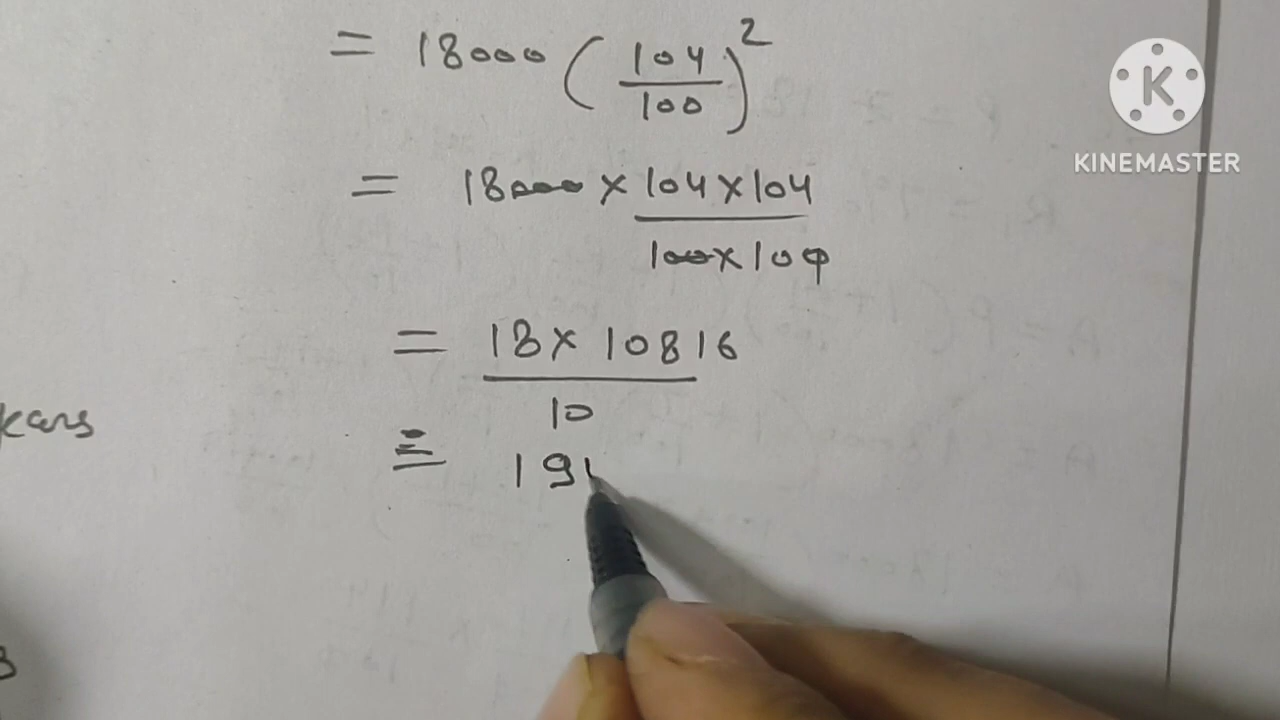 = 18000 (104/100)²
= 18000 × 104×104 / 100×100
= 18× 10816 / 10
= 19
K
KINEMASTER